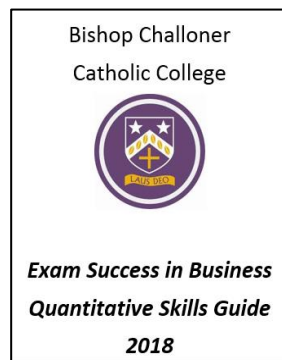 Bishop Challoner
Catholic College
LAUS DEO
Exam Success in Business
Quantitative Skills Guide
2018